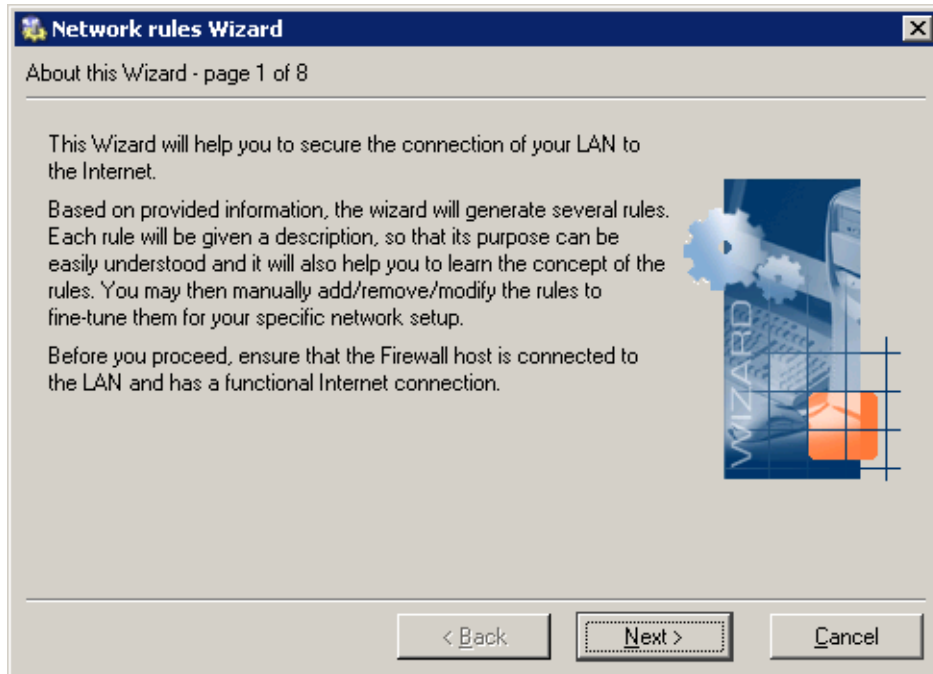 Network rules Wizard
About this Wizard - page 1 of 8
This Wizard will help you to secure the connection of your LAN to
the Internet.
Based on provided information, the wizard will generate several rules.
Each rule will be given a description, so that its purpose can be
easily understood and it will also help you to learn the concept of the
rules. You may then manually add/remove/modify the rules to
fine-tune them for your specific network setup.
Before you proceed, ensure that the Firewall host is connected to
the LAN and has a functional Internet connection.
WIZARD
< Back
Next >
Cancel